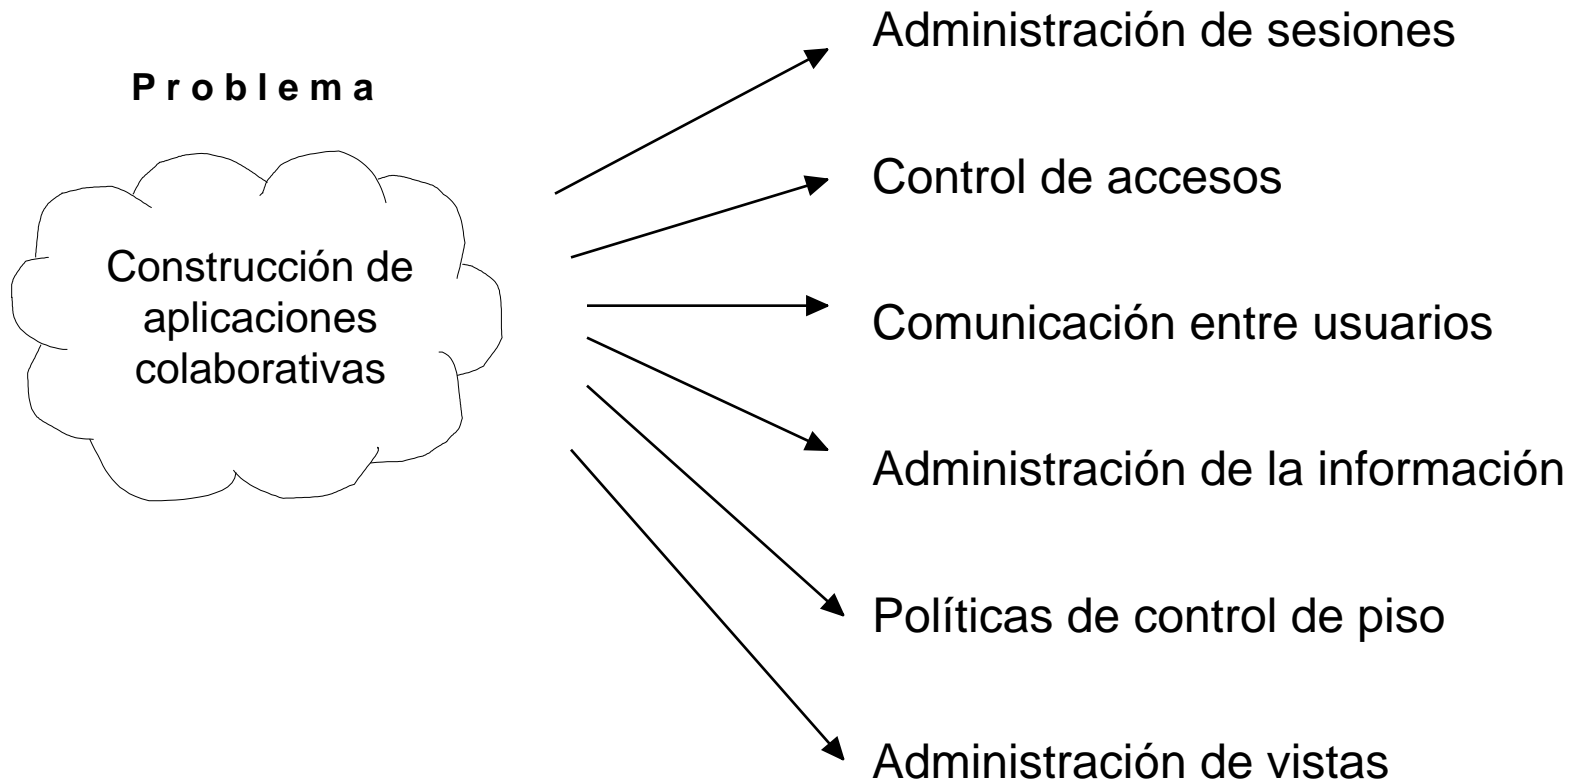 Problema
Construcción de
aplicaciones
colaborativas
Administración de sesiones
Control de accesos
Comunicación entre usuarios
Administración de la información
Políticas de control de piso
Administración de vistas